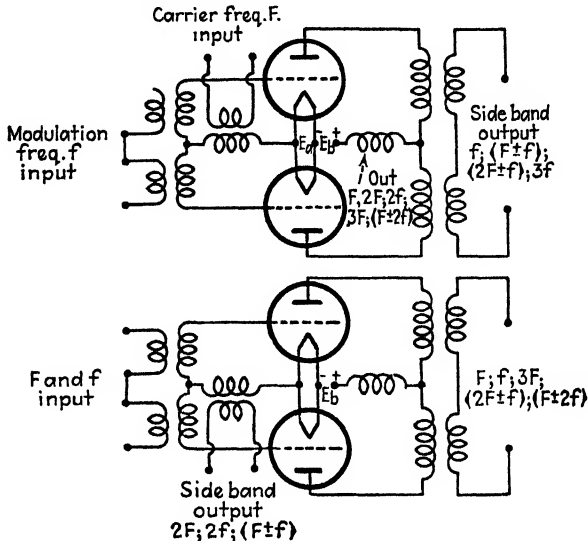 Carrier freq. F.
input
Modulation
freq. f
input
Ea
- Eb +
i Out
F, 2F; 2f;
3F; (F±2f)
Side band
output
f; (F±f);
(2F±f); 3f
F and f
input
- Eb +
F; f; 3F;
(2F±f); (F±2f)
Side band
output
2F; 2f; (F±f)